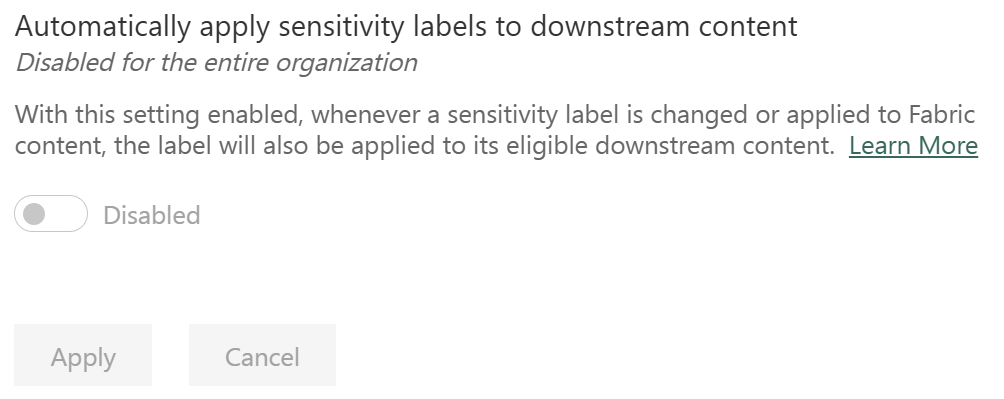 Automatically apply sensitivity labels to downstream content
Disabled for the entire organization
With this setting enabled, whenever a sensitivity label is changed or applied to Fabric
content, the label will also be applied to its eligible downstream content. Learn More
Disabled
Apply Cancel